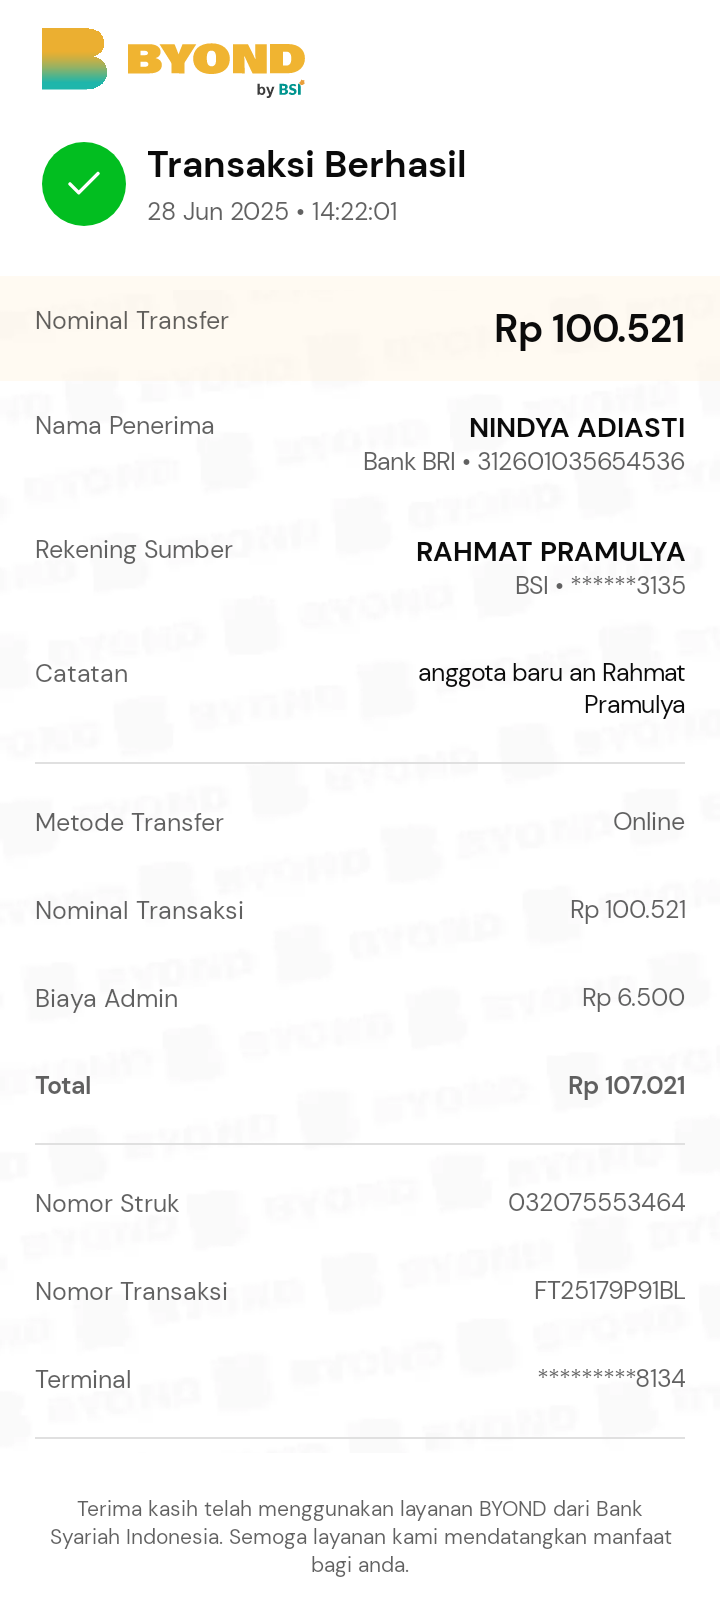 BYOND
by BSI
Transaksi Berhasil
28 Jun 2025 • 14:22:01
Nominal Transfer
Rp 100.521
Nama Penerima
NINDYA ADIASTI
Bank BRI • 312601035654536
Rekening Sumber
RAHMAT PRAMULYA
BSI • ******3135
Catatan
anggota baru an Rahmat
Pramulya
Metode Transfer
Online
Nominal Transaksi
Rp 100.521
Biaya Admin
Rp 6.500
Total
Rp 107.021
Nomor Struk
032075553464
Nomor Transaksi
FT25179P91BL
Terminal
*********8134
Terima kasih telah menggunakan layanan BYOND dari Bank
Syariah Indonesia. Semoga layanan kami mendatangkan manfaat
bagi anda.